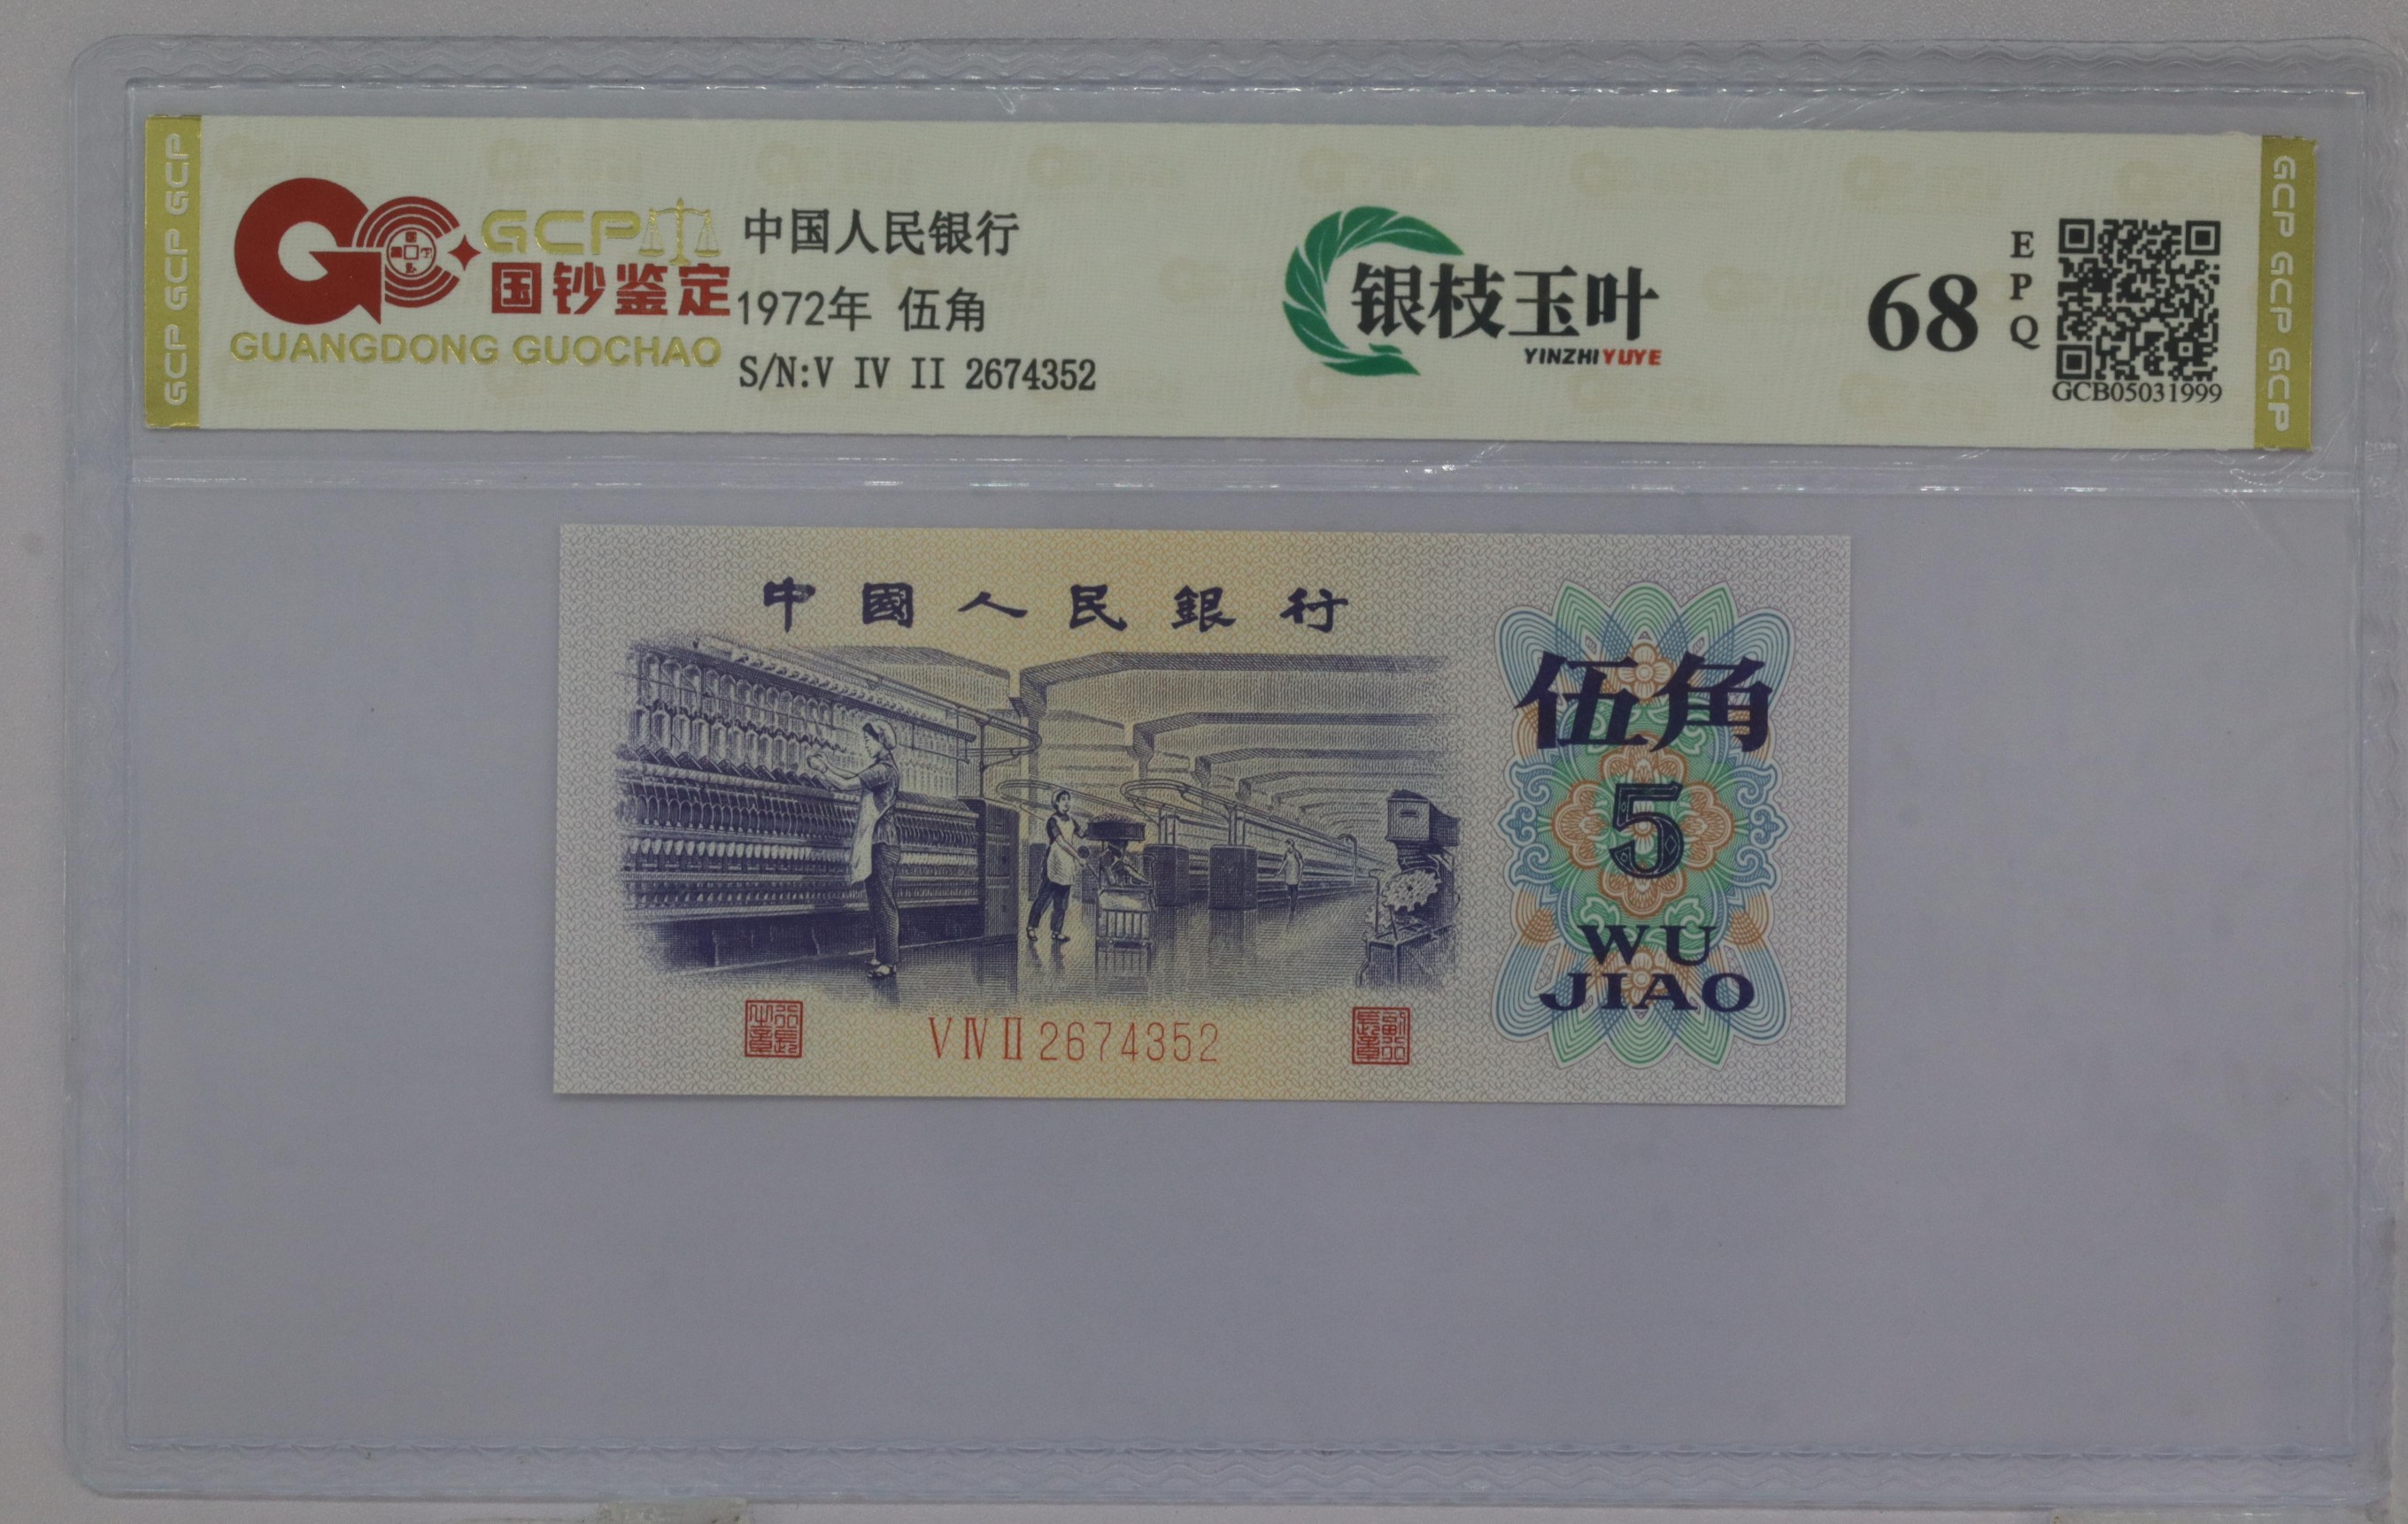 GCP GCP GCP
GCP
国钞鉴定
GUANGDONG GUOCHAO
中国人民银行
1972年 伍角
S/N:V IV II 2674352
银枝玉叶
YINZHIYUYE
68
EPQ
GCB05031999
GCP GCP GCP
中國人民銀行
伍角
5
WU
JIAO
V IV II 2674352